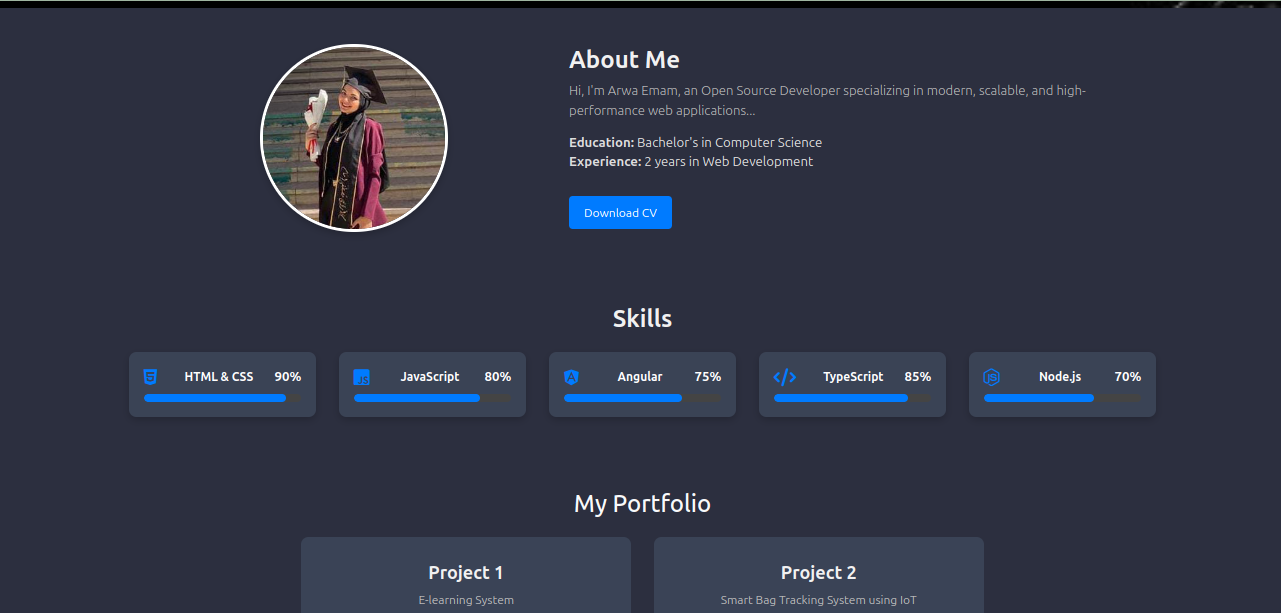 About Me
Hi, I'm Arwa Emam, an Open Source Developer specializing in modern, scalable, and high-
performance web applications...
Education: Bachelor's in Computer Science
Experience: 2 years in Web Development
Download CV
Skills
HTML & CSS 90%
JS JavaScript 80%
Angular 75%
TypeScript 85%
Node.js 70%
My Portfolio
Project 1
E-learning System
Project 2
Smart Bag Tracking System using IoT